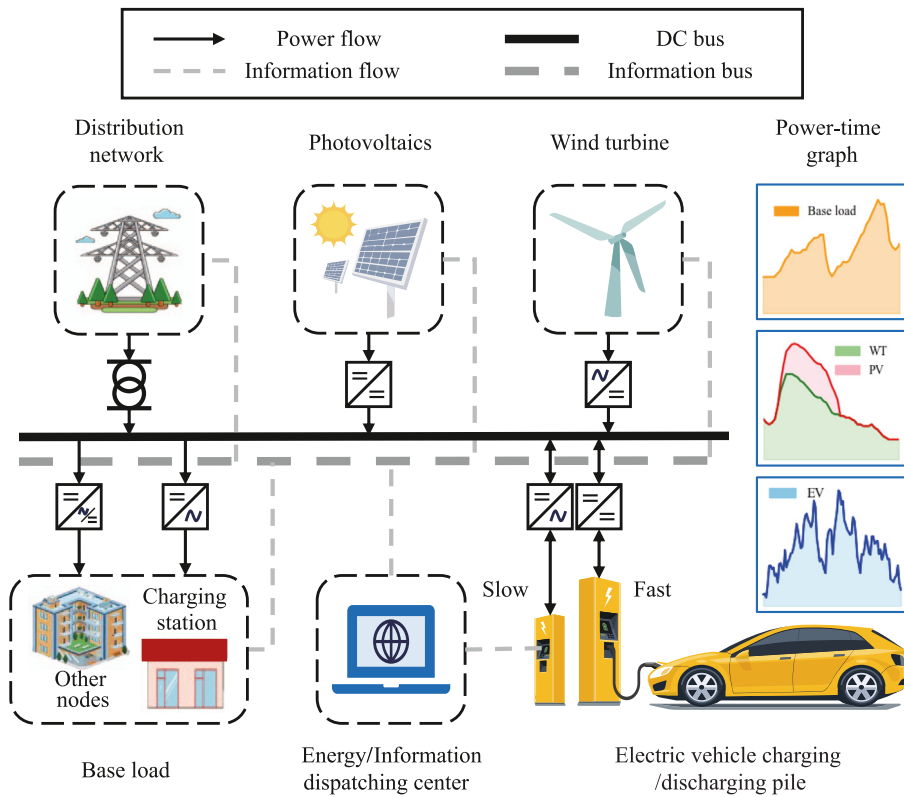 Power flow
DC bus
Information flow
Information bus
Distribution
network
Photovoltaics
Wind turbine
Power-time
graph
Base load
WT
PV
EV
Slow
Fast
Charging
station
Other
nodes
Base load
Energy/Information
dispatching center
Electric vehicle charging
/discharging pile